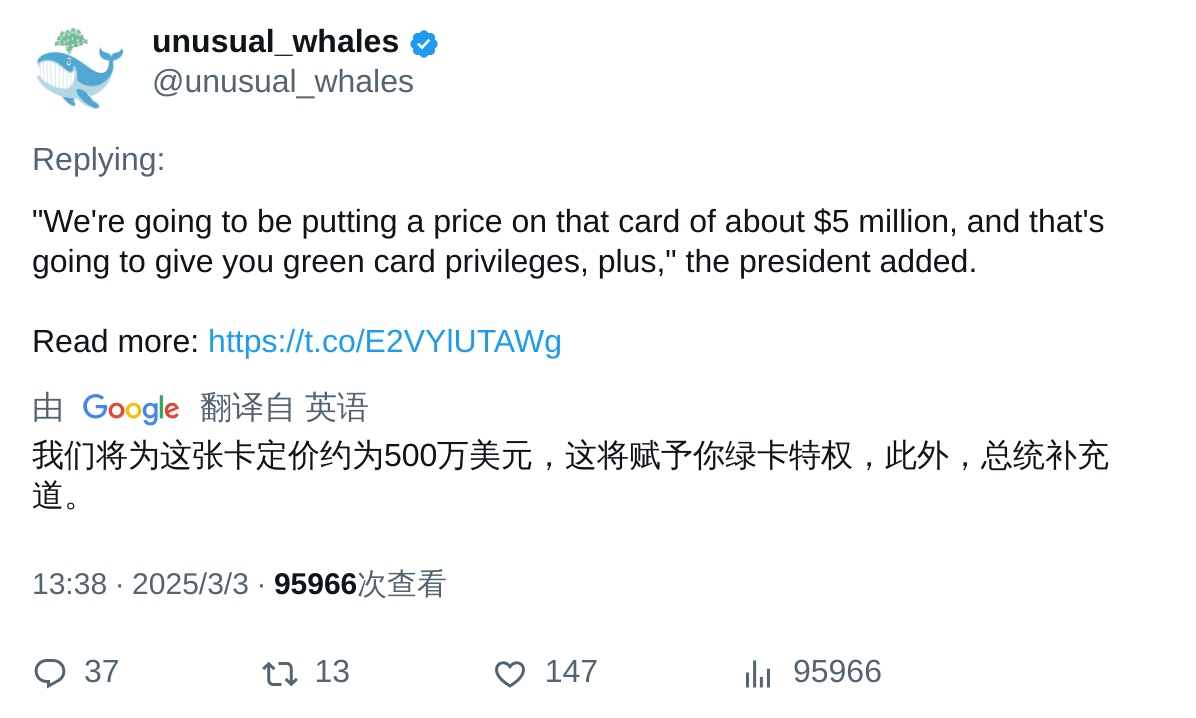 unusual_whales
@unusual_whales
Replying:
"We're going to be putting a price on that card of about $5 million, and that's
going to give you green card privileges, plus," the president added.
Read more: https://t.co/E2VYlUTAWg
由 Google 翻译自 英语
我们将为这张卡定价约为500万美元，这将赋予你绿卡特权，此外，总统补充
道。
13:38 · 2025/3/3 · 95966次查看
37 13 147 95966